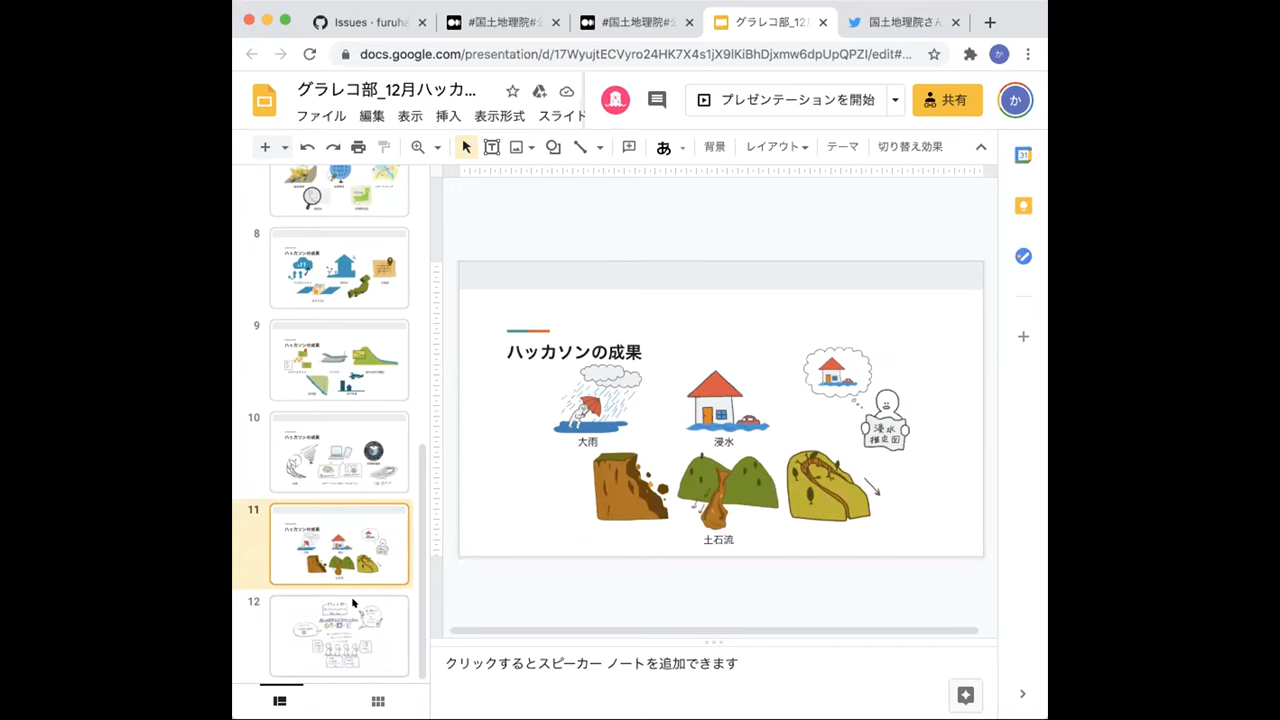 Issues · furuha
#国土地理院#
#国土地理院#
グラレコ部_12
国土地理院さん
docs.google.com/presentation/d/17WyujtECVyro24HK7X4s1jX9lKiBhDjxmw6dpUpQPZI/edit#...
か
グラレコ部_12月ハッカ...
ファイル 編集 表示 挿入 表示形式 スライド
プレゼンテーションを開始
共有
か
あ 背景 レイアウト テーマ 切り替え効果
31
8
ハッカソンの成果
9
ハッカソンの成果
10
ハッカソンの成果
11
ハッカソンの成果
12
ハッカソンの成果
大雨
浸水
浸水
推定図
土石流
クリックするとスピーカー ノートを追加できます